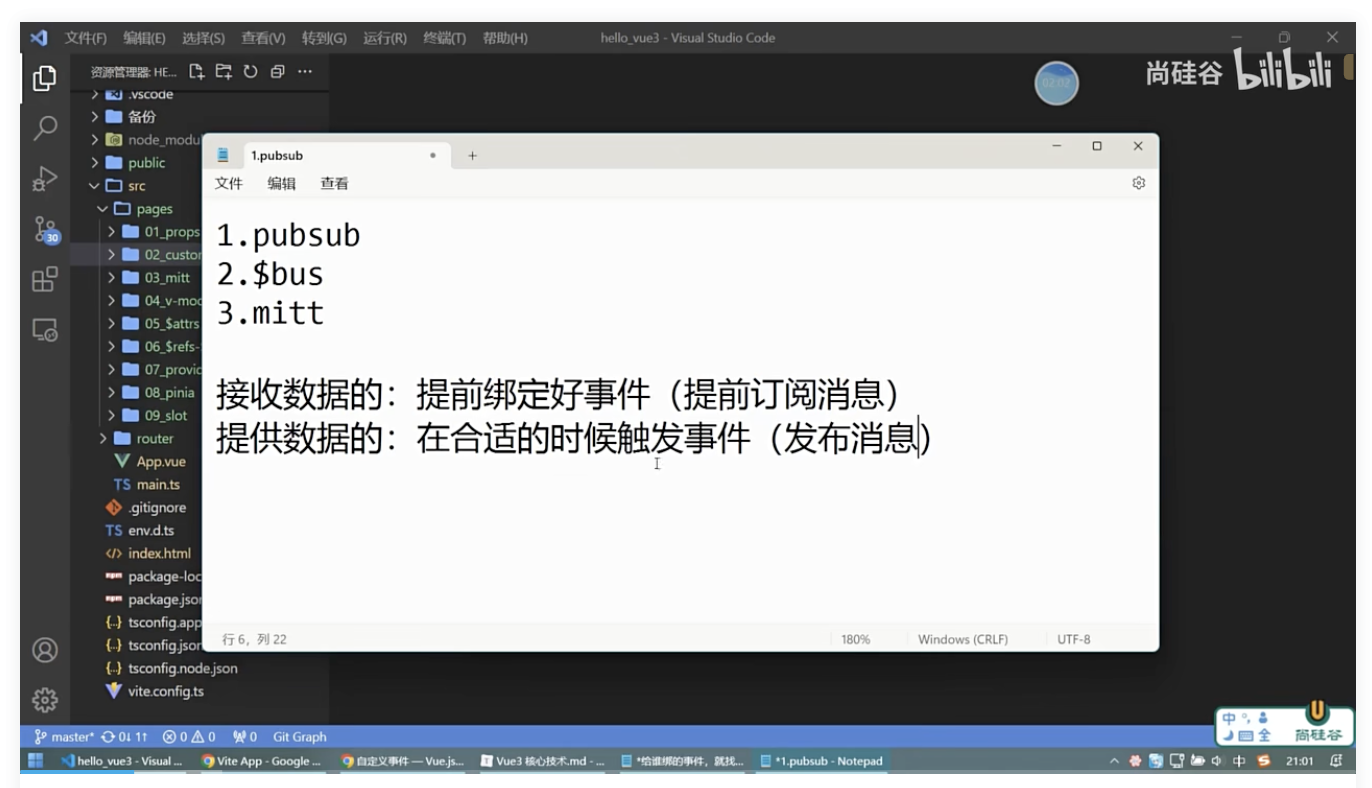 文件(F) 编辑(E) 选择(S) 查看(V) 转到(G) 运行(R) 终端(T) 帮助(H) hello_vue3 - Visual Studio Code
资源管理器: HE... ···
尚硅谷 bilibili
02:02
.vscode
备份
node_modu
public
src
pages
01_props
02_custor
03_mitt
04_v-mod
05_$attrs
06_$refs-
07_provid
08_pinia
09_slot
router
App.vue
TS main.ts
.gitignore
TS env.d.ts
index.html
package-loc
package.jsor
tsconfig.app
tsconfig.jsor
tsconfig.node.json
vite.config.ts
30
1.pubsub
文件 编辑 查看
1.pubsub
2.$bus
3.mitt
接收数据的：提前绑定好事件（提前订阅消息）
提供数据的：在合适的时候触发事件（发布消息）
行 6，列 22 180% Windows (CRLF) UTF-8
中 全
尚硅谷
master* 0↓ 1↑ 0 0 0 Git Graph
hello_vue3 - Visual ... Vite App - Google ... 自定义事件 — Vue.js... Vue3 核心技术.md - ... *给谁绑的事件，就找... *1.pubsub - Notepad 中 21:01